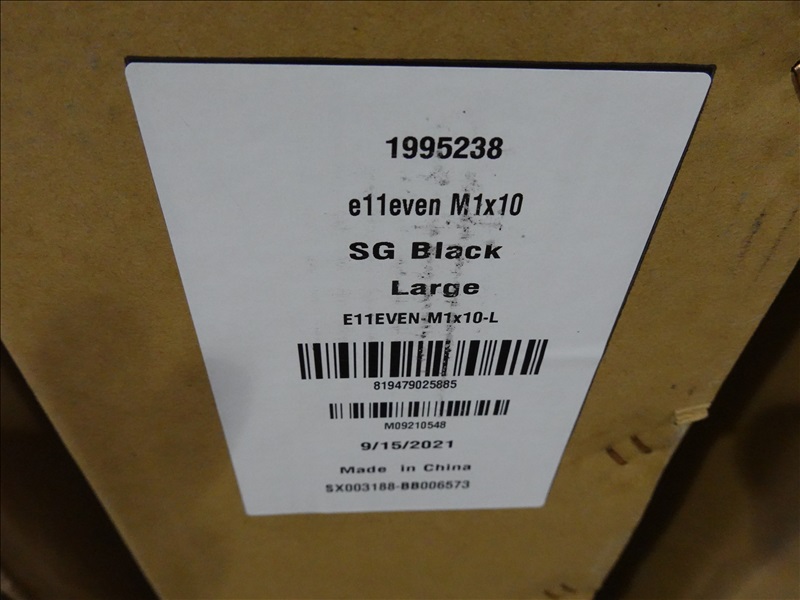 1995238
e11even M1x10
SG Black
Large
E11EVEN-M1x10-L
819479025885
M09210548
9/15/2021
Made in China
SX003188-BB006573